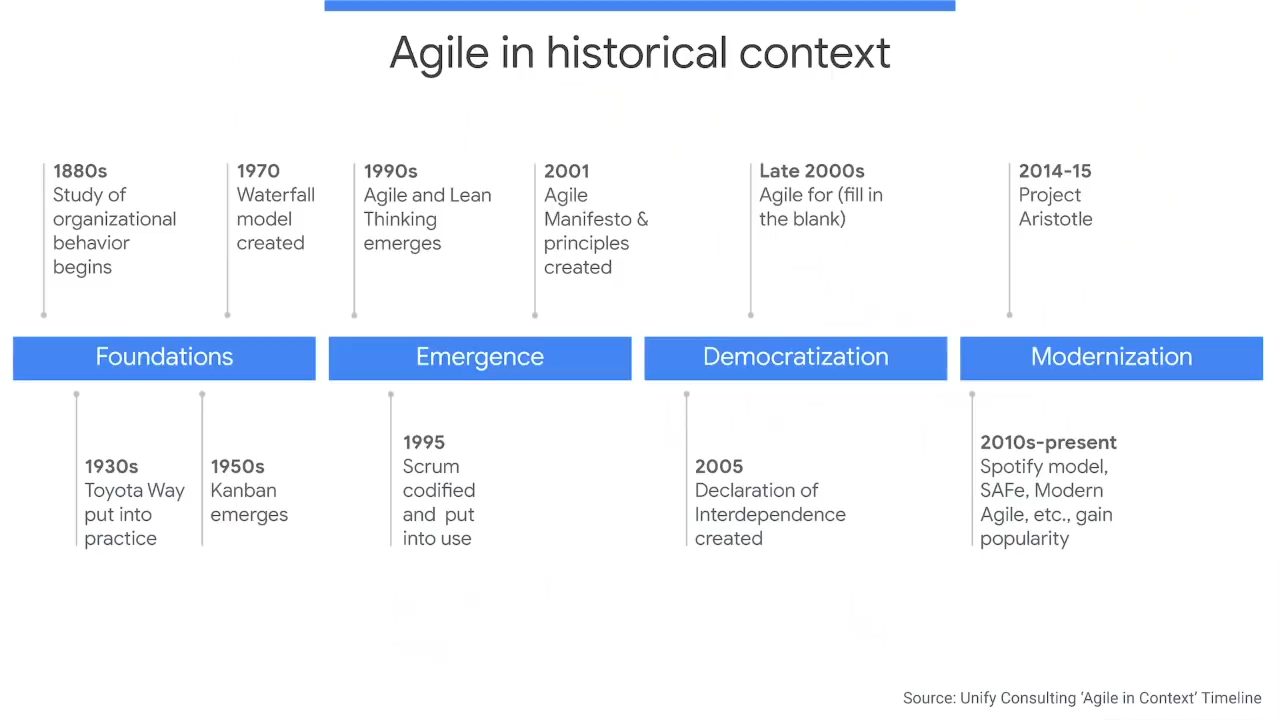 Agile in historical context
1880s
Study of
organizational
behavior
begins
1970
Waterfall
model
created
1990s
Agile and Lean
Thinking
emerges
2001
Agile
Manifesto &
principles
created
Late 2000s
Agile for (fill in
the blank)
2014-15
Project
Aristotle
Foundations
Emergence
Democratization
Modernization
1930s
Toyota Way
put into
practice
1950s
Kanban
emerges
1995
Scrum
codified
and put
into use
2005
Declaration of
Interdependence
created
2010s-present
Spotify model,
SAFe, Modern
Agile, etc., gain
popularity
Source: Unify Consulting ‘Agile in Context’ Timeline